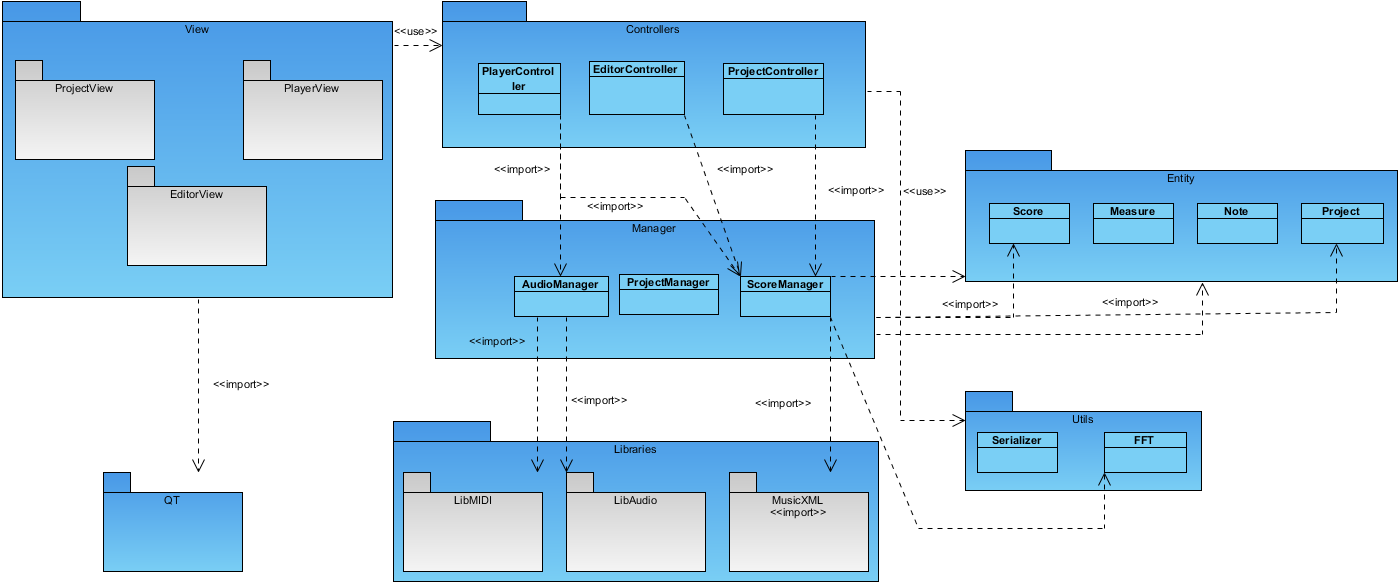 View
ProjectView
PlayerView
EditorView
<<use>>
Controllers
PlayerControl
ler
EditorController
ProjectController
<<import>>
<<import>>
<<import>>
<<use>>
<<import>>
Manager
AudioManager
ProjectManager
ScoreManager
Entity
Score
Measure
Note
Project
<<import>>
<<import>>
<<import>>
<<import>>
<<import>>
<<import>>
Utils
Serializer
FFT
Libraries
LibMIDI
LibAudio
MusicXML
<<import>>
QT